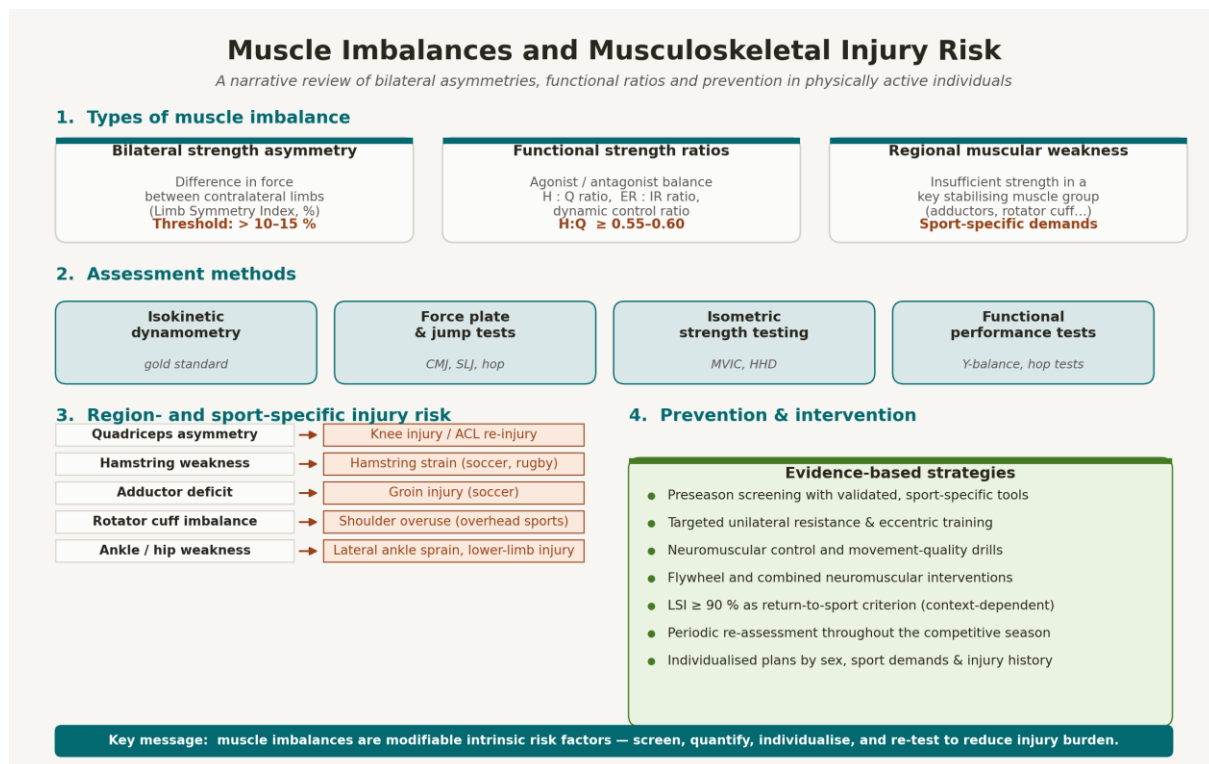 Muscle Imbalances and Musculoskeletal Injury Risk
A narrative review of bilateral asymmetries, functional ratios and prevention in physically active individuals
1. Types of muscle imbalance
Bilateral strength asymmetry
Difference in force
between contralateral limbs
(Limb Symmetry Index, %)
Threshold: > 10–15 %
Functional strength ratios
Agonist / antagonist balance
H : Q ratio, ER : IR ratio,
dynamic control ratio
H:Q ≥ 0.55–0.60
Regional muscular weakness
Insufficient strength in a
key stabilising muscle group
(adductors, rotator cuff...)
Sport-specific demands
2. Assessment methods
Isokinetic
dynamometry
gold standard
Force plate
& jump tests
CMJ, SLJ, hop
Isometric
strength testing
MVIC, HHD
Functional
performance tests
Y-balance, hop tests
3. Region- and sport-specific injury risk
Quadriceps asymmetry
Knee injury / ACL re-injury
Hamstring weakness
Hamstring strain (soccer, rugby)
Adductor deficit
Groin injury (soccer)
Rotator cuff imbalance
Shoulder overuse (overhead sports)
Ankle / hip weakness
Lateral ankle sprain, lower-limb injury
4. Prevention & intervention
Evidence-based strategies
● Preseason screening with validated, sport-specific tools
● Targeted unilateral resistance & eccentric training
● Neuromuscular control and movement-quality drills
● Flywheel and combined neuromuscular interventions
● LSI ≥ 90 % as return-to-sport criterion (context-dependent)
● Periodic re-assessment throughout the competitive season
● Individualised plans by sex, sport demands & injury history
Key message: muscle imbalances are modifiable intrinsic risk factors — screen, quantify, individualise, and re-test to reduce injury burden.